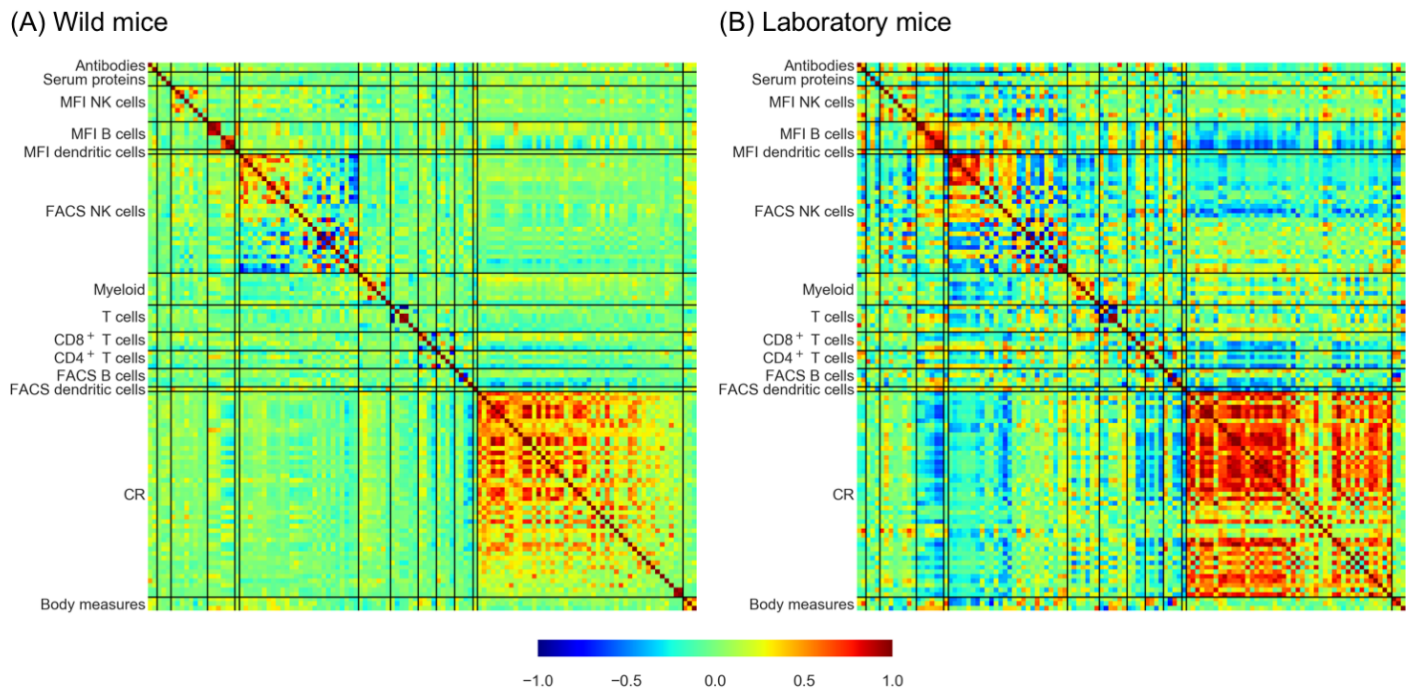 (A) Wild mice
(B) Laboratory mice
Antibodies
Serum proteins
MFI NK cells
MFI B cells
MFI dendritic cells
FACS NK cells
Myeloid
T cells
CD8⁺ T cells
CD4⁺ T cells
FACS B cells
FACS dendritic cells
CR
Body measures
Antibodies
Serum proteins
MFI NK cells
MFI B cells
MFI dendritic cells
FACS NK cells
Myeloid
T cells
CD8⁺ T cells
CD4⁺ T cells
FACS B cells
FACS dendritic cells
CR
Body measures
−1.0 −0.5 0.0 0.5 1.0